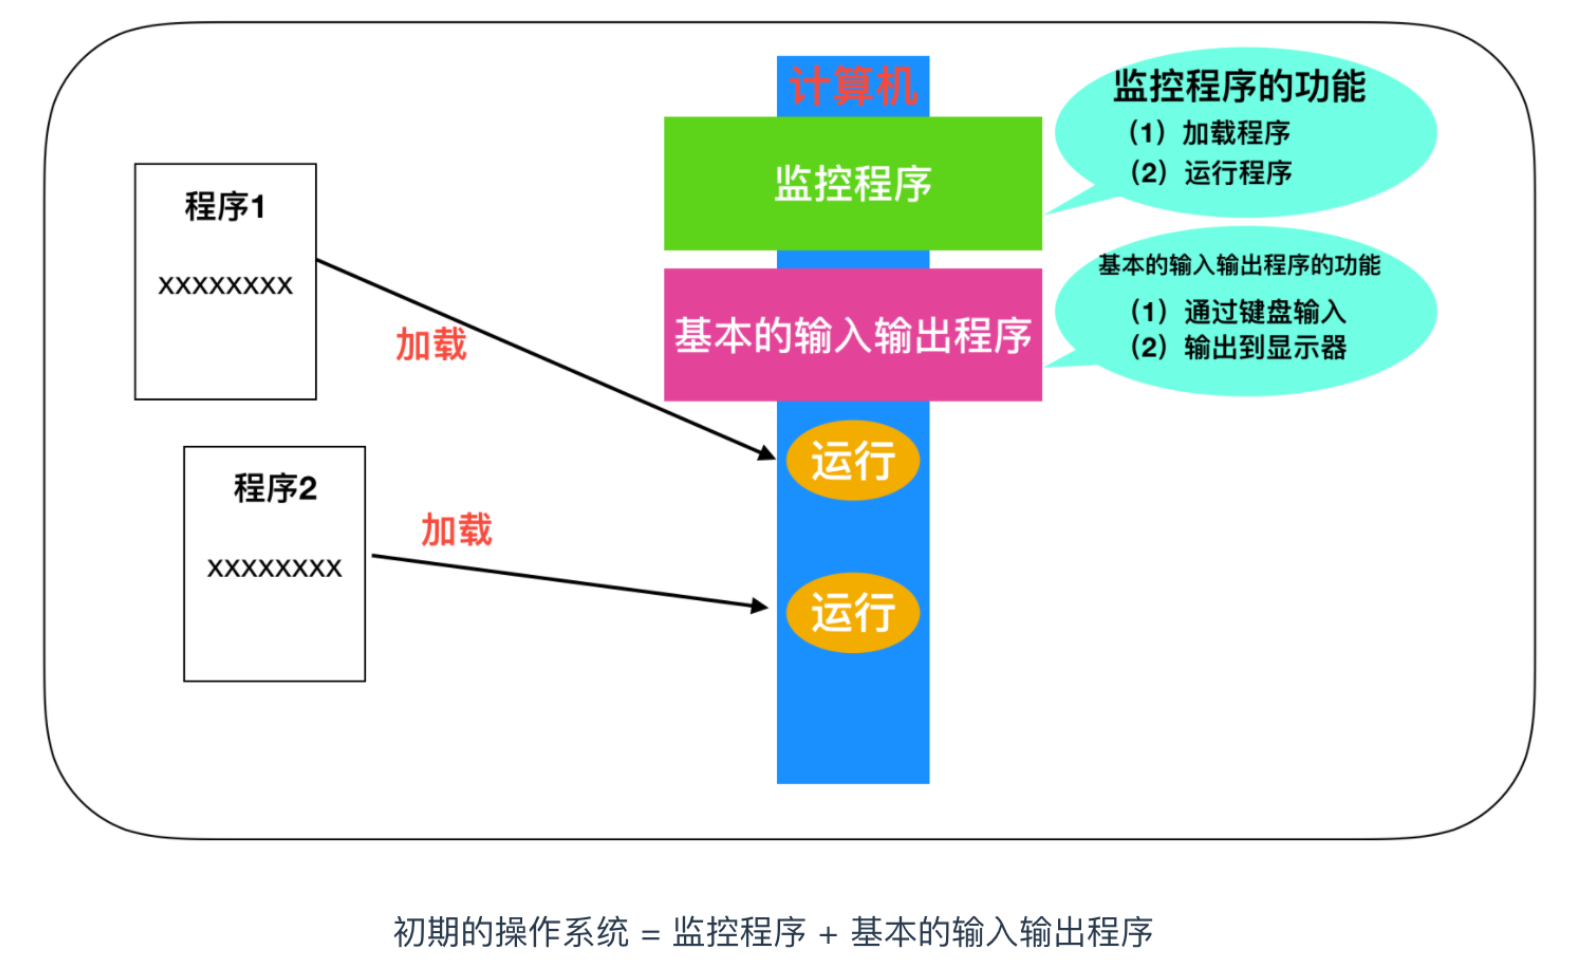 计算机
监控程序的功能
（1）加载程序
（2）运行程序
监控程序
程序1
xxxxxxxx
加载
基本的输入输出程序的功能
（1）通过键盘输入
（2）输出到显示器
基本的输入输出程序
运行
程序2
xxxxxxxx
加载
运行
初期的操作系统 = 监控程序 + 基本的输入输出程序